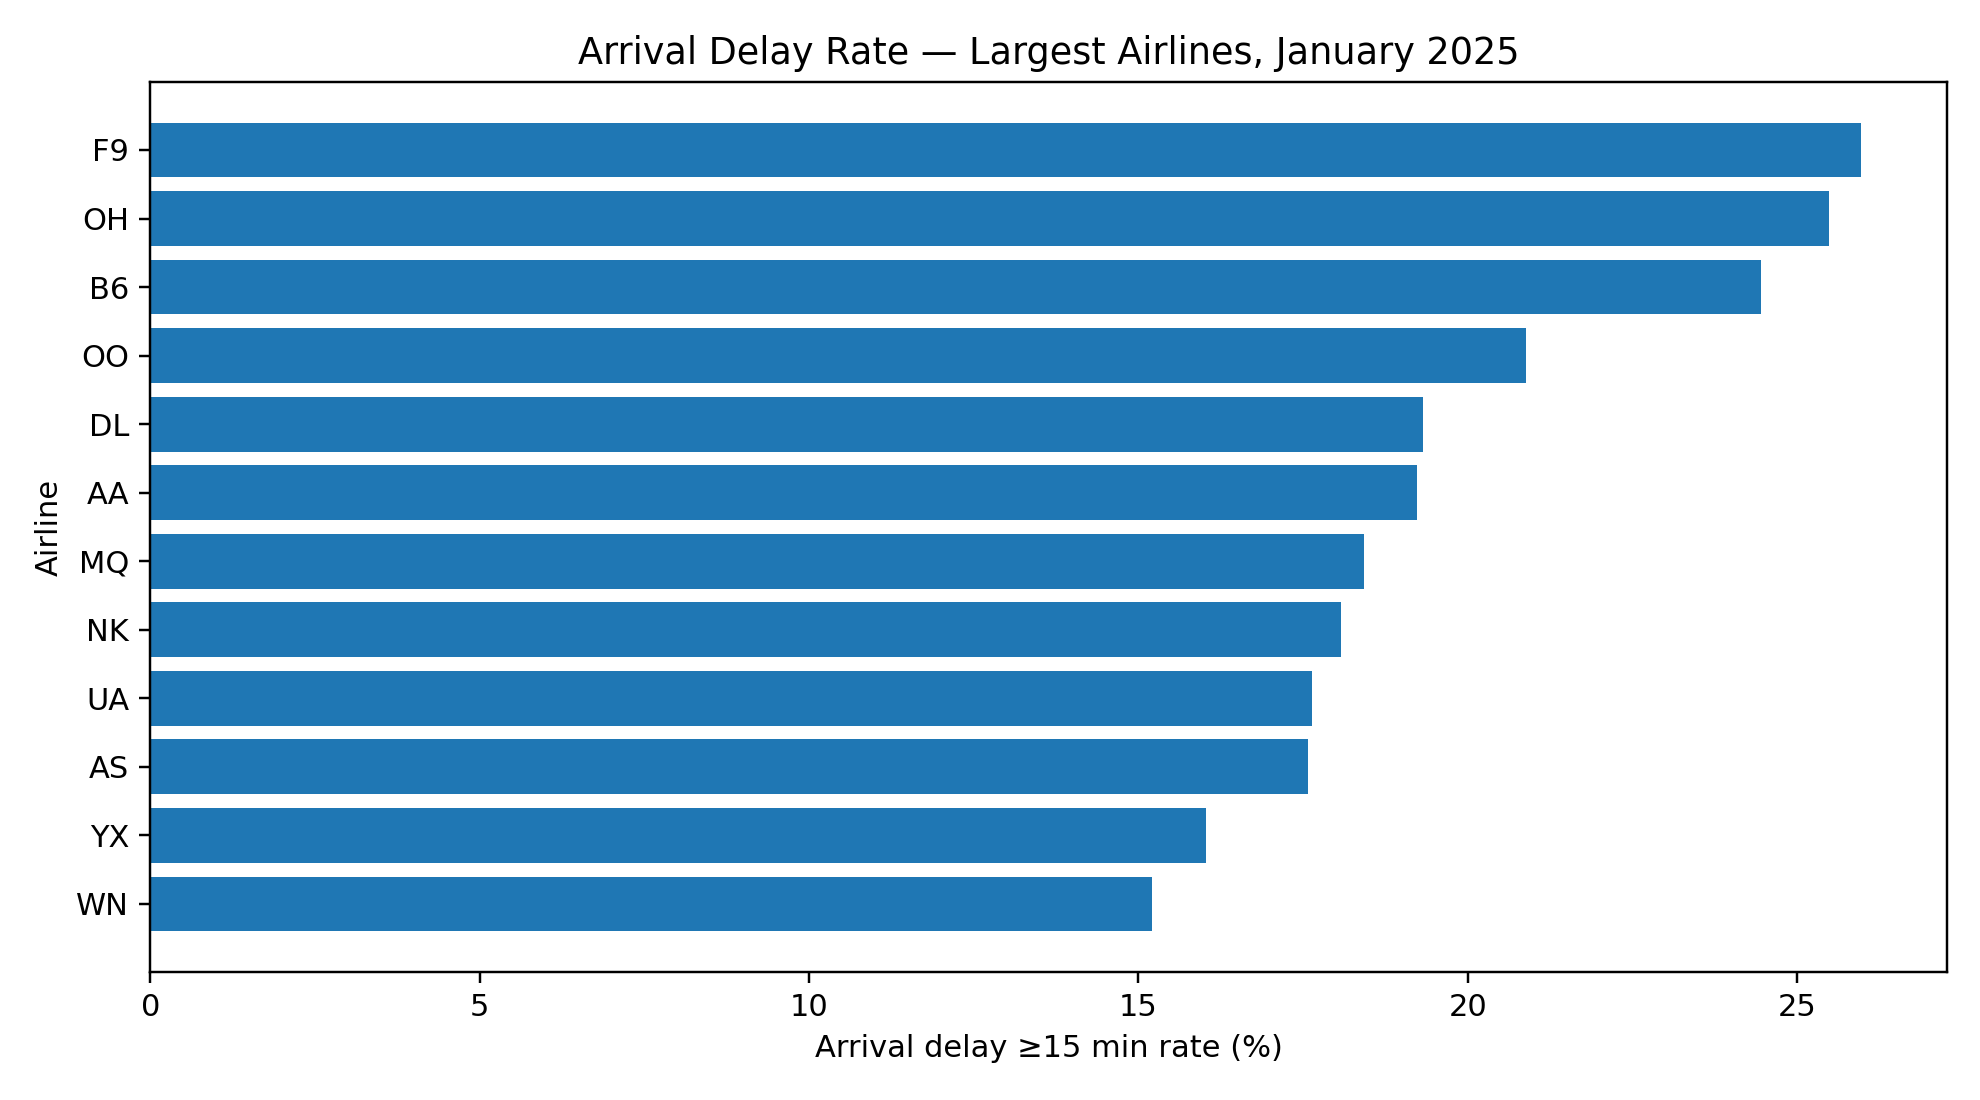 Arrival Delay Rate — Largest Airlines, January 2025
Airline
F9
OH
B6
OO
DL
AA
MQ
NK
UA
AS
YX
WN
0 5 10 15 20 25
Arrival delay ≥15 min rate (%)